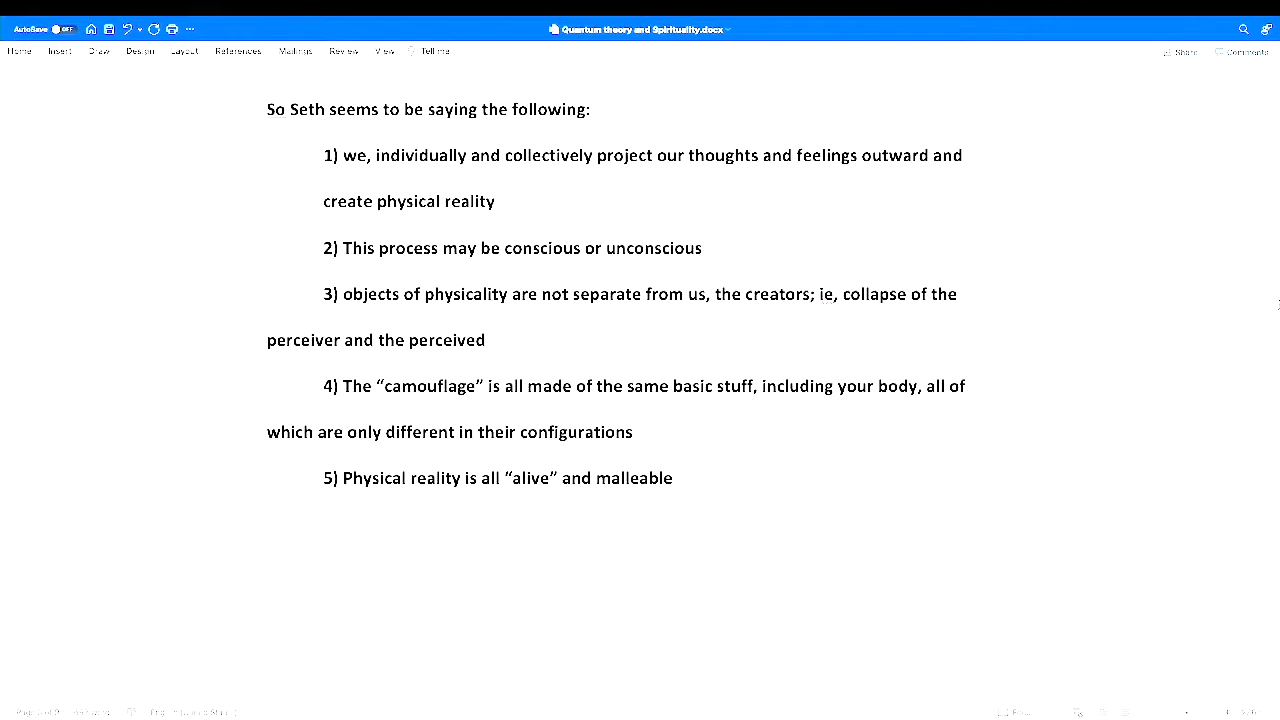 AutoSave OFF
Quantum theory and Spirituality.docx
Home Insert Draw Design Layout References Mailings Review View Tell me
Share Comments
So Seth seems to be saying the following:
1) we, individually and collectively project our thoughts and feelings outward and
create physical reality
2) This process may be conscious or unconscious
3) objects of physicality are not separate from us, the creators; ie, collapse of the
perceiver and the perceived
4) The “camouflage” is all made of the same basic stuff, including your body, all of
which are only different in their configurations
5) Physical reality is all “alive” and malleable